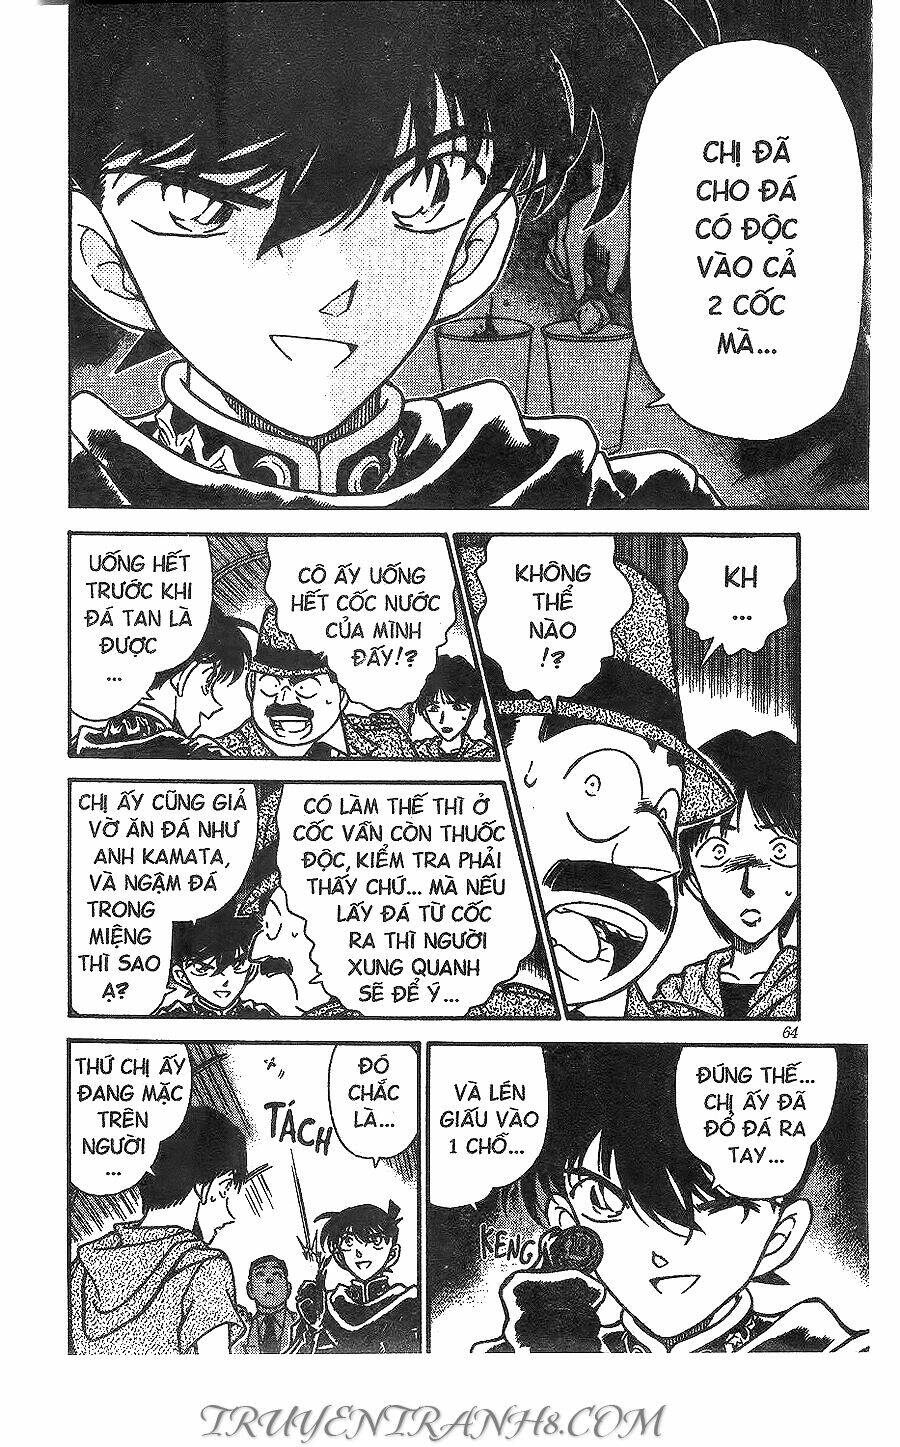 CHỊ ĐÃ
CHO ĐÁ
CÓ ĐỘC
VÀO CẢ
2 CỐC
MÀ...
KH
...
KHÔNG
THỂ
NÀO
!?
CÔ ẤY UỐNG
HẾT CỐC NƯỚC
CỦA MÌNH
ĐẤY!?
UỐNG HẾT
TRƯỚC KHI
ĐÁ TAN LÀ
ĐƯỢC
...
CÓ LÀM THẾ THÌ Ở
CỐC VẪN CÒN THUỐC
ĐỘC, KIỂM TRA PHẢI
THẤY CHỨ... MÀ NẾU
LẤY ĐÁ TỪ CỐC
RA THÌ NGƯỜI
XUNG QUANH
SẼ ĐỂ Ý...
CHỊ ẤY CŨNG GIẢ
VỜ ĂN ĐÁ NHƯ
ANH KAMATA,
VÀ NGẬM ĐÁ
TRONG
MIỆNG
THÌ SAO
Ạ?
64
ĐÚNG THẾ...
CHỊ ẤY ĐÃ
ĐỔ ĐÁ RA
TAY...
VÀ LÉN
GIẤU VÀO
1 CHỖ...
KENG
ĐÓ
CHẮC
LÀ...
TÁCH
THỨ CHỊ ẤY
ĐANG MẶC
TRÊN
NGƯỜI
...
TRUYENTRANH8.COM